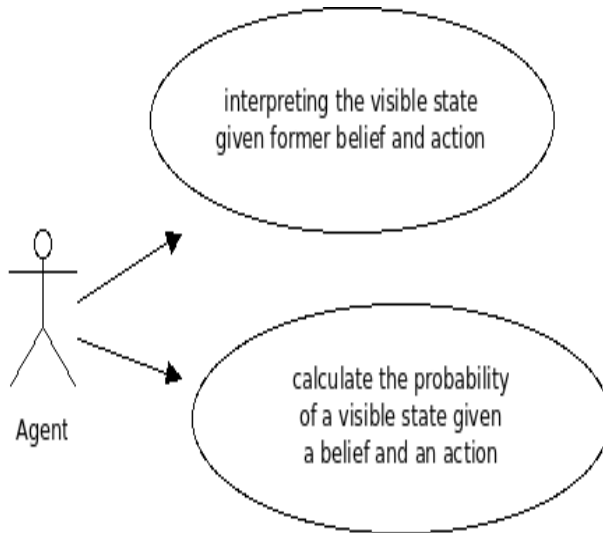 interpreting the visible state
given former belief and action
Agent
calculate the probability
of a visible state given
a belief and an action